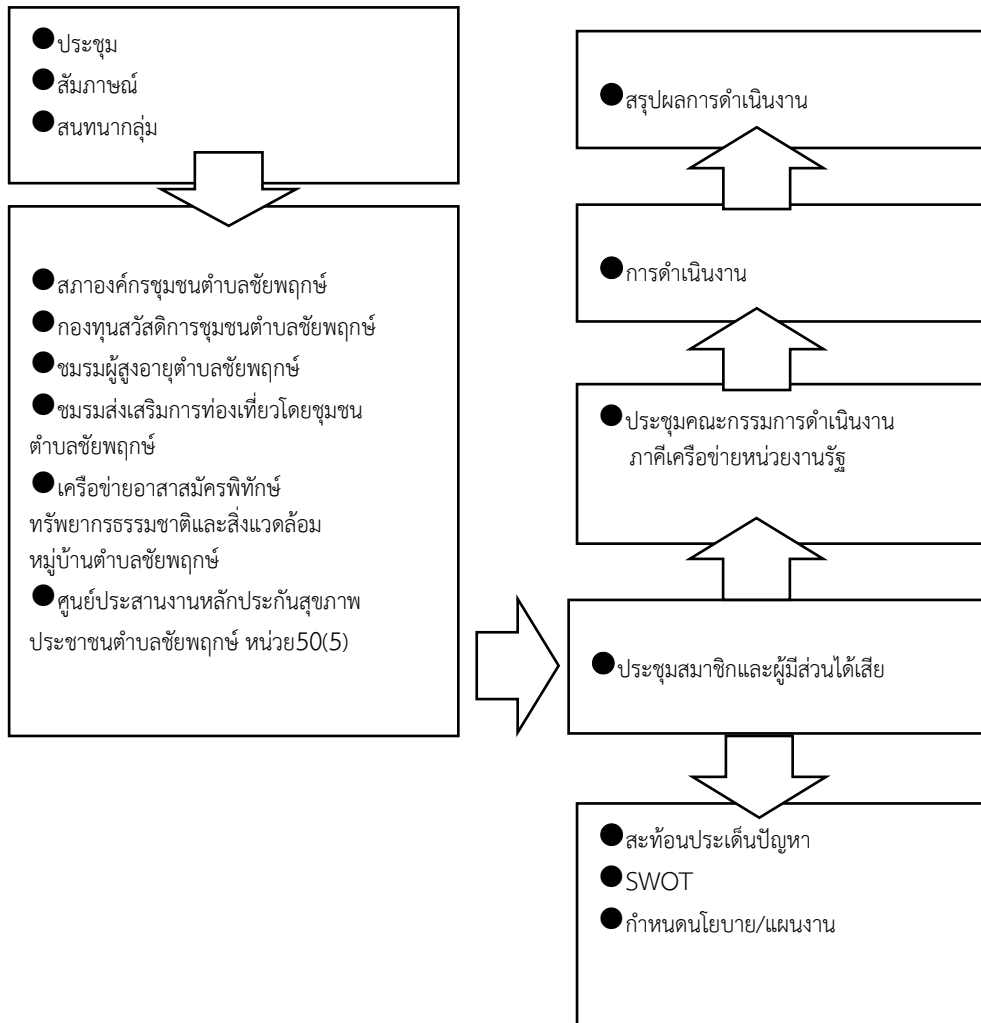 ●ประชุม
●สัมภาษณ์
●สนทนากลุ่ม
●สภาองค์กรชุมชนตำบลชัยพฤกษ์
●กองทุนสวัสดิการชุมชนตำบลชัยพฤกษ์
●ชมรมผู้สูงอายุตำบลชัยพฤกษ์
●ชมรมส่งเสริมการท่องเที่ยวโดยชุมชน
ตำบลชัยพฤกษ์
●เครือข่ายอาสาสมัครพิทักษ์
ทรัพยากรธรรมชาติและสิ่งแวดล้อม
หมู่บ้านตำบลชัยพฤกษ์
●ศูนย์ประสานงานหลักประกันสุขภาพ
ประชาชนตำบลชัยพฤกษ์ หน่วย50(5)
●สรุปผลการดำเนินงาน
●การดำเนินงาน
●ประชุมคณะกรรมการดำเนินงาน
ภาคีเครือข่ายหน่วยงานรัฐ
●ประชุมสมาชิกและผู้มีส่วนได้เสีย
●สะท้อนประเด็นปัญหา
●SWOT
●กำหนดนโยบาย/แผนงาน